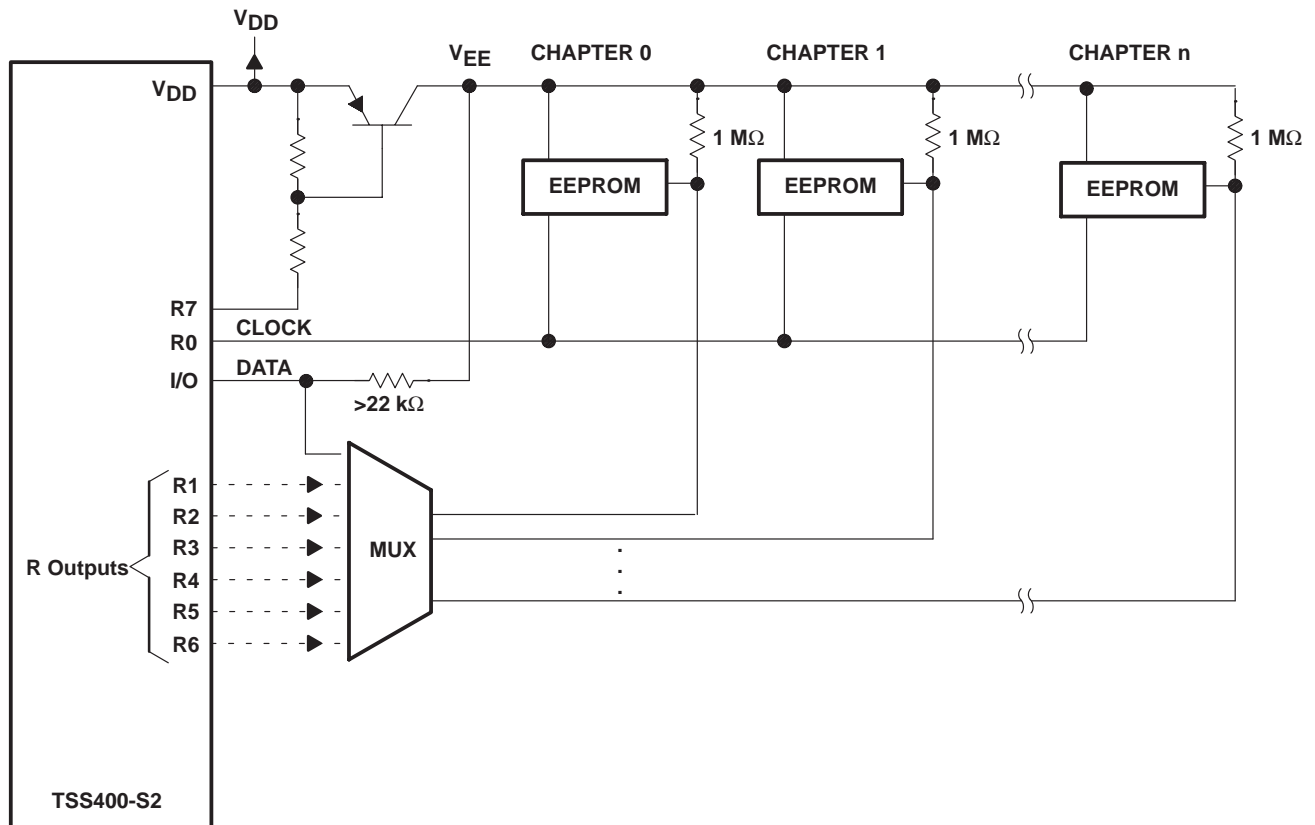 VDD
VDD
VEE
CHAPTER 0
CHAPTER 1
CHAPTER n
1 MΩ
1 MΩ
1 MΩ
EEPROM
EEPROM
EEPROM
R7
R0
CLOCK
I/O
DATA
>22 kΩ
R Outputs
R1
R2
R3
R4
R5
R6
MUX
TSS400-S2